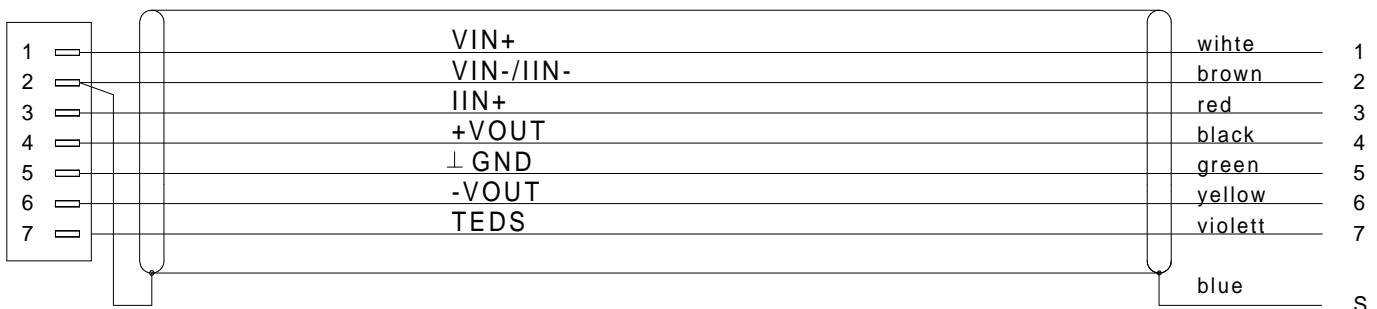 VIN+ wihte
1 1
VIN-/IIN- brown
2 2
IIN+ red
3 3
+VOUT black
4 4
⊥ GND green
5 5
-VOUT yellow
6 6
TEDS violett
7 7
blue
S